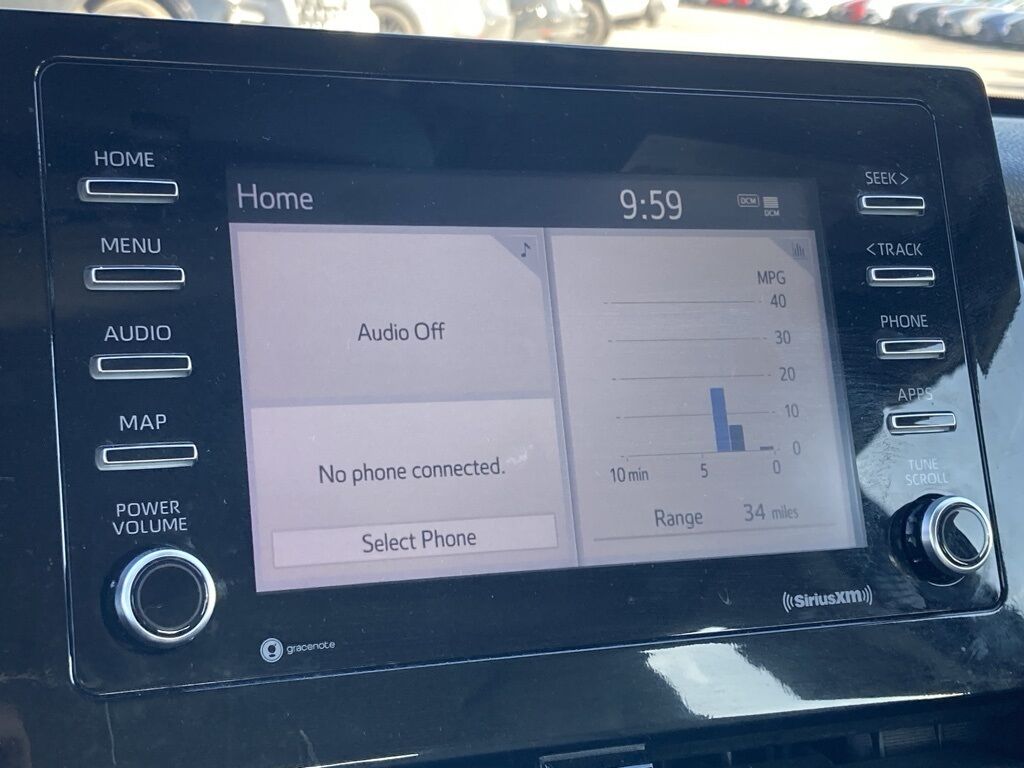 HOME
MENU
AUDIO
MAP
POWER
VOLUME
Home
9:59
DCM
DCM
Audio Off
No phone connected.
Select Phone
MPG
40
30
20
10
0
10 min
5
0
Range
34 miles
SEEK >
< TRACK
PHONE
APPS
TUNE
SCROLL
gracenote
SiriusXM